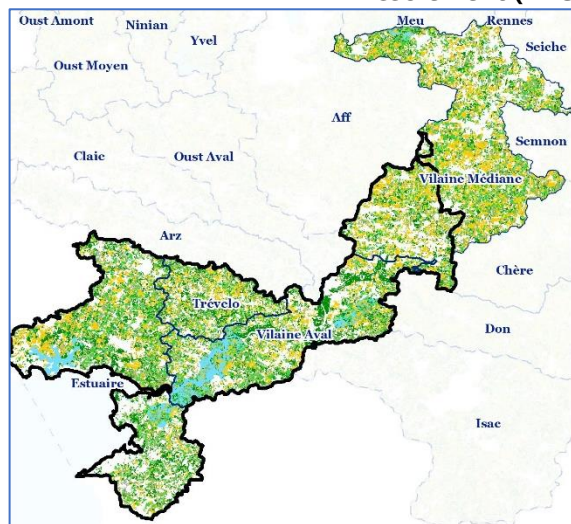 Oust Amont
Ninian
Yvel
Meu
Rennes
Seiche
Oust Moyen
Aff
Semnon
Claie
Oust Aval
Vilaine Médiane
Arz
Chère
Trévelo
Vilaine Aval
Don
Estuaire
Isac